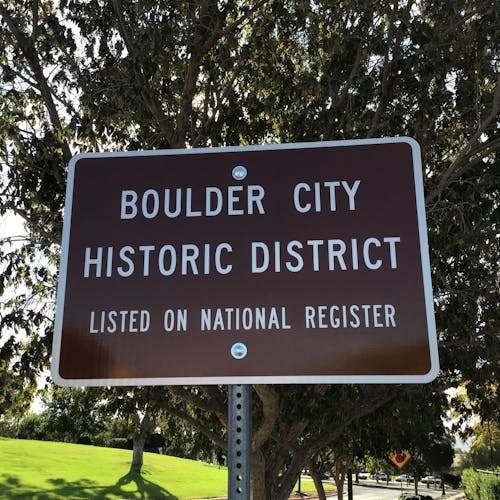 BOULDER CITY
HISTORIC DISTRICT
LISTED ON NATIONAL REGISTER